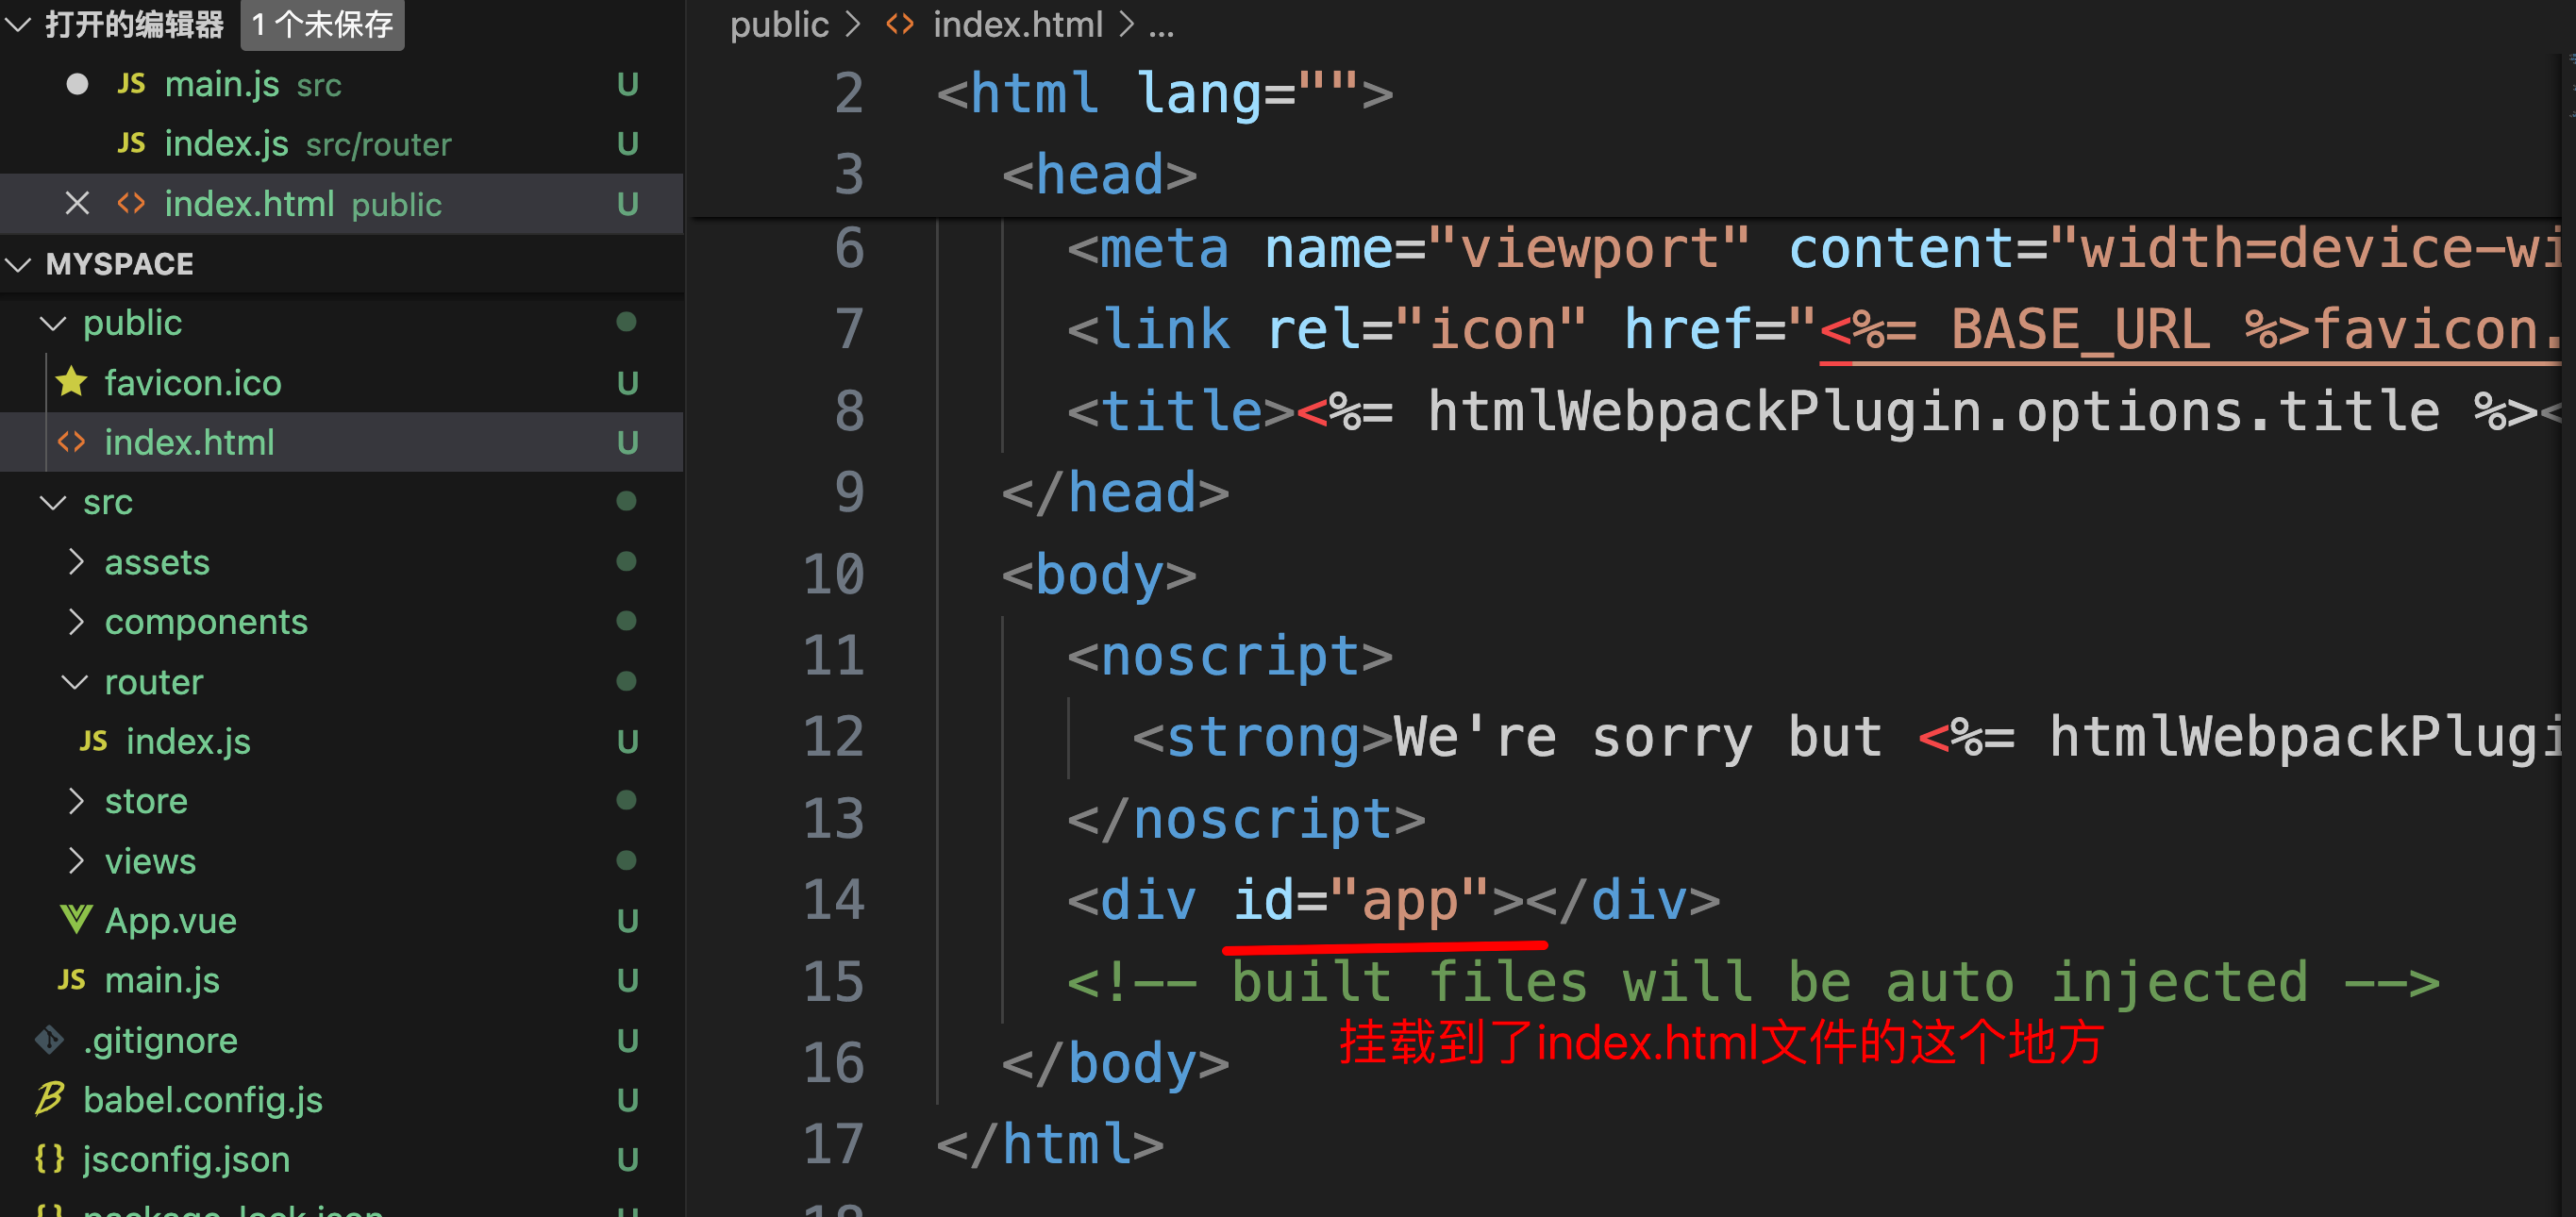 打开的编辑器 1 个未保存
main.js src U
index.js src/router U
index.html public U
MYSPACE
public
favicon.ico U
index.html U
src
assets
components
router
index.js U
store
views
App.vue U
main.js U
.gitignore U
babel.config.js U
jsconfig.json U
package-lock.json U
public > index.html > ...
2 <html lang="">
3 <head>
6 <meta name="viewport" content="width=device-wi
7 <link rel="icon" href="<%= BASE_URL %>favicon.
8 <title><%= htmlWebpackPlugin.options.title %><
9 </head>
10 <body>
11 <noscript>
12 <strong>We're sorry but <%= htmlWebpackPlugi
13 </noscript>
14 <div id="app"></div>
15 <!-- built files will be auto injected -->
挂载到了index.html文件的这个地方
16 </body>
17 </html>
18